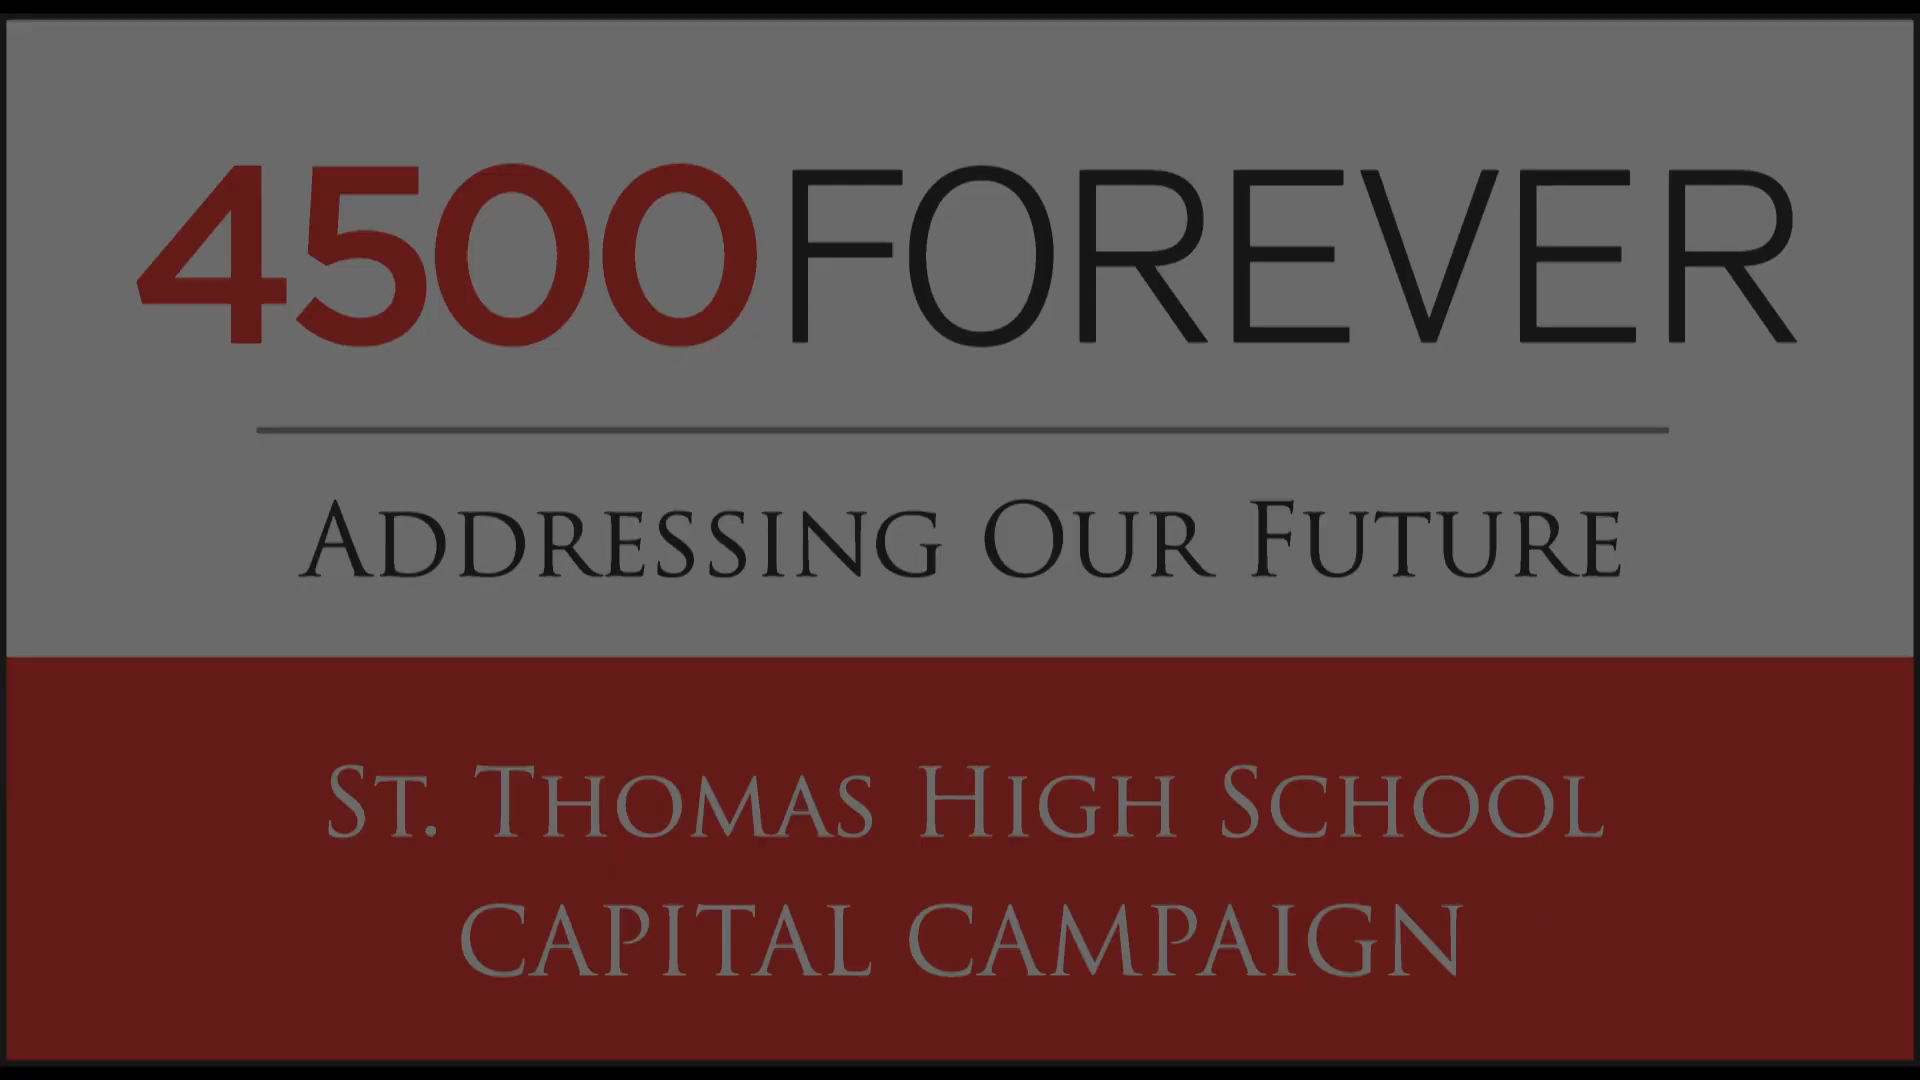 4500FOREVER
Addressing Our Future
St. Thomas High School
CAPITAL CAMPAIGN